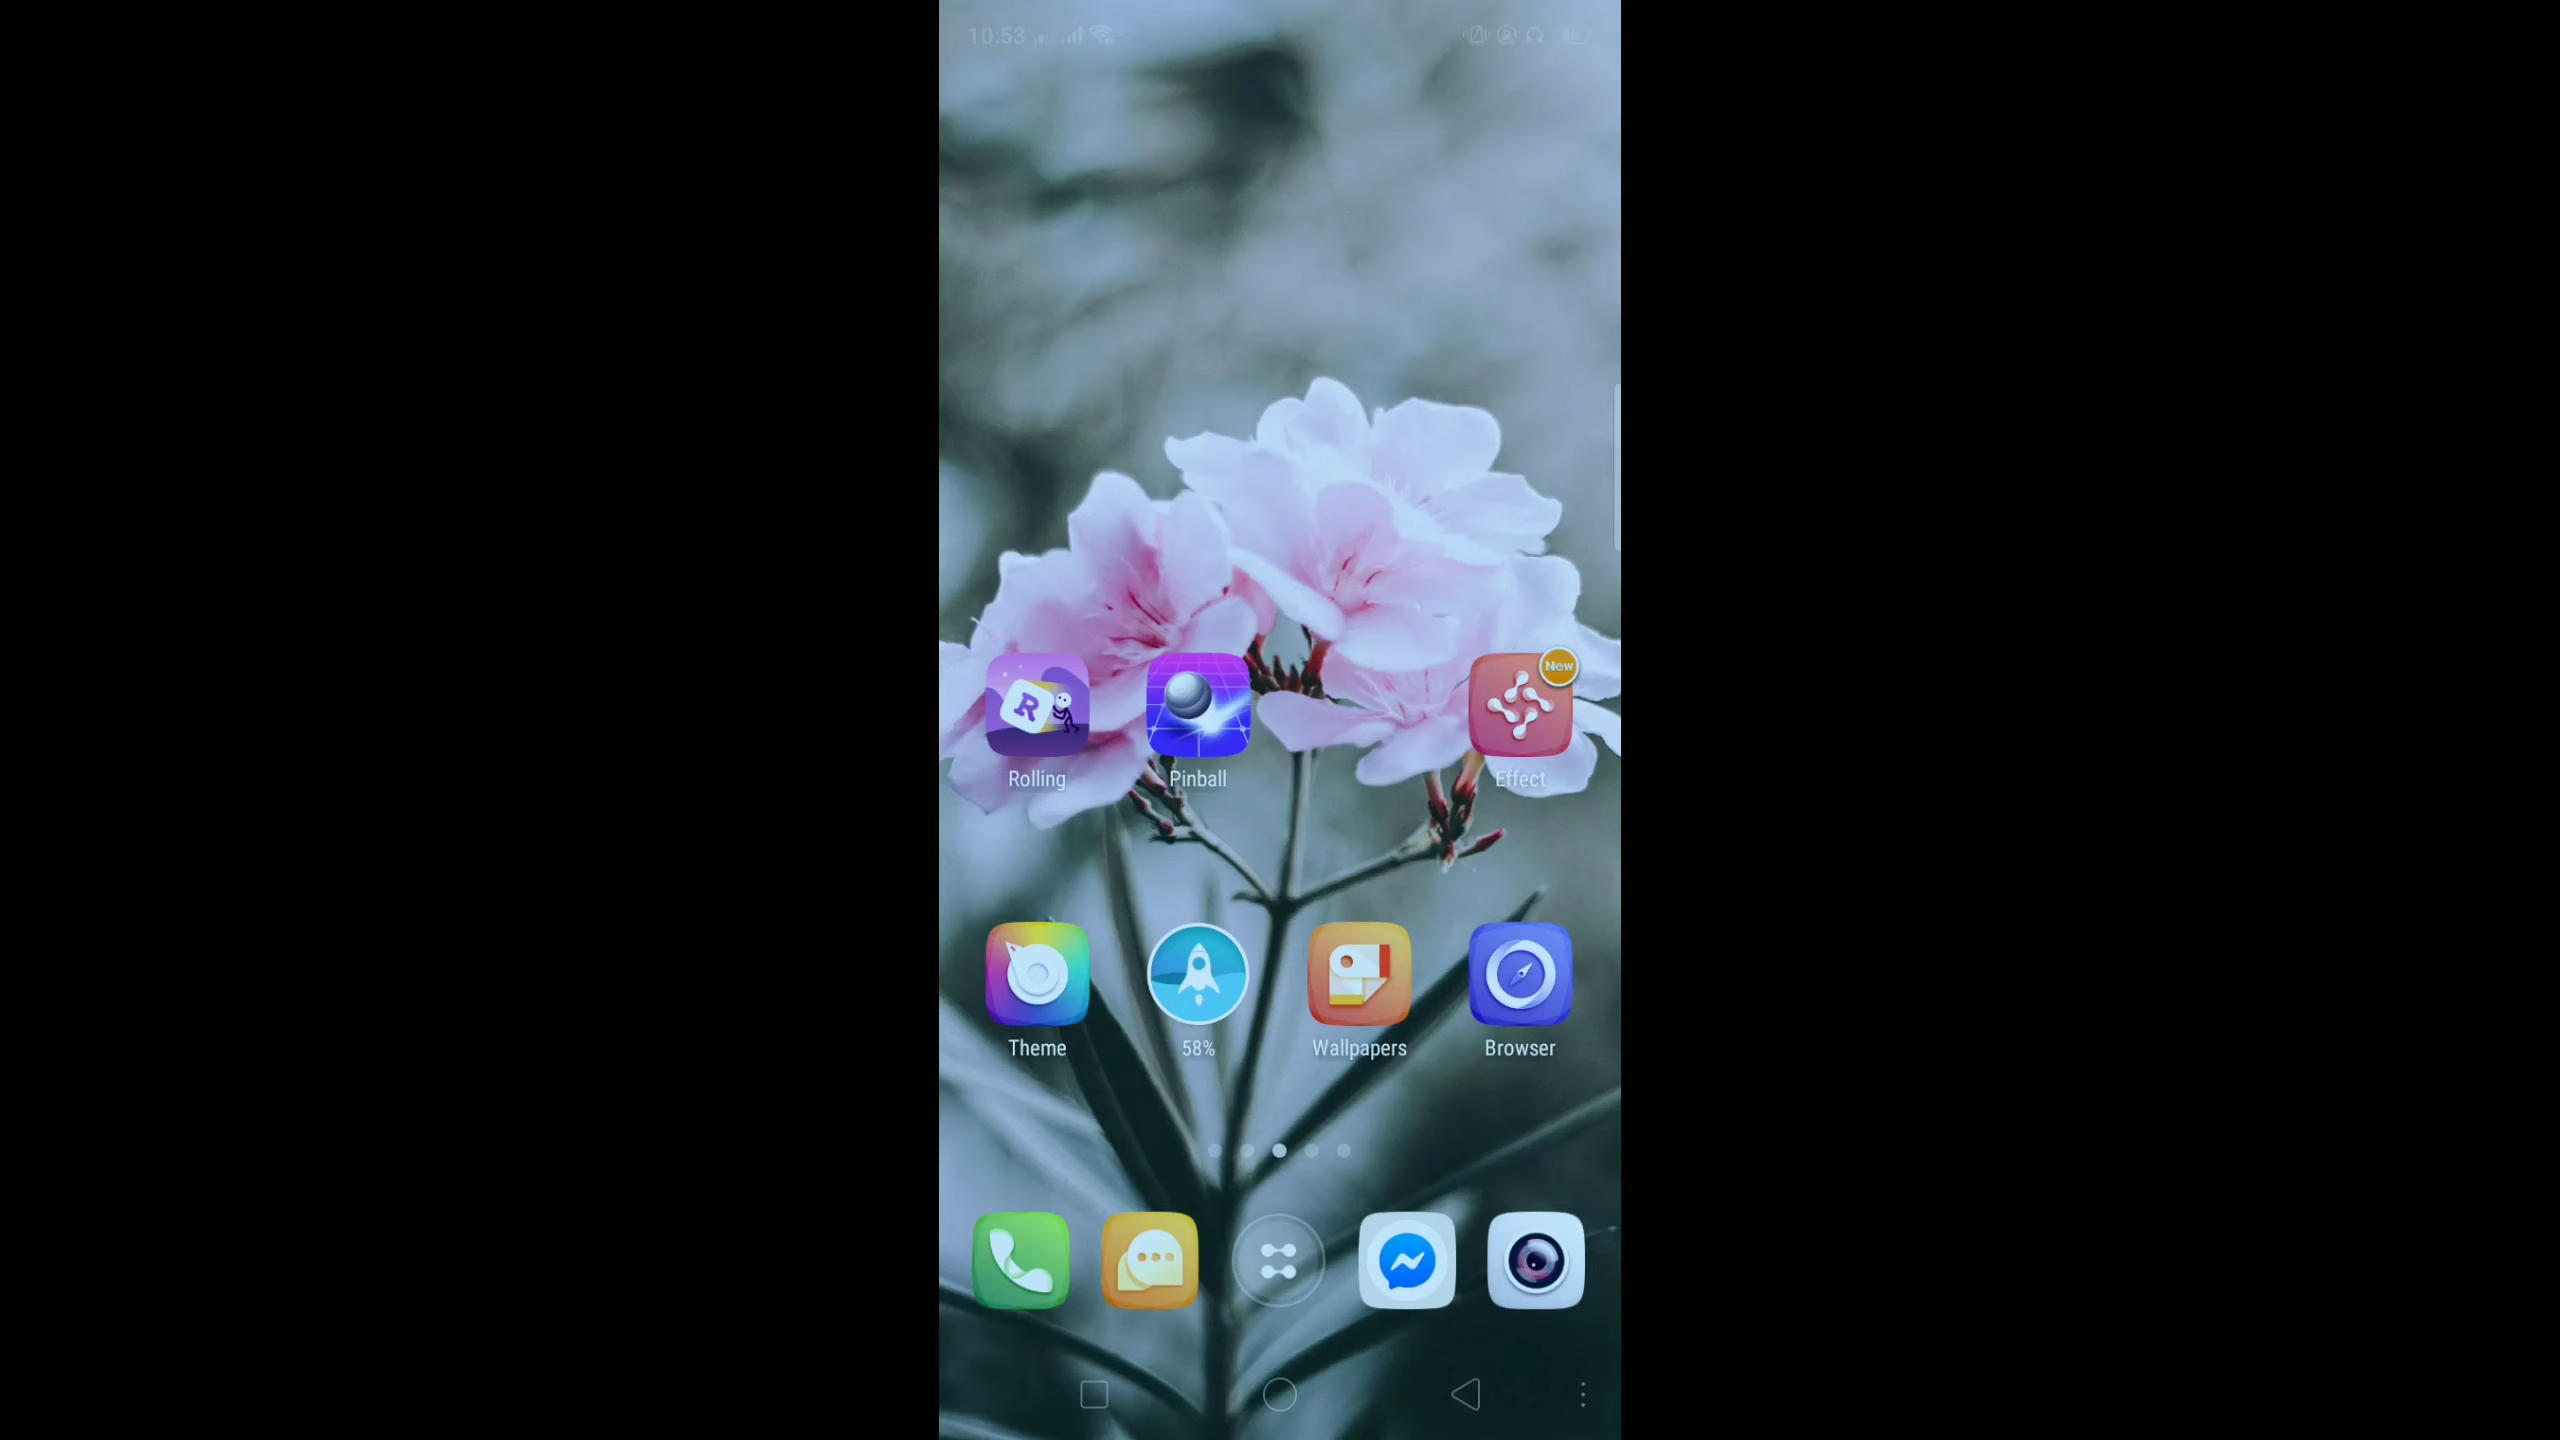 10:53
New
R
Rolling
Pinball
Effect
Theme
58%
Wallpapers
Browser